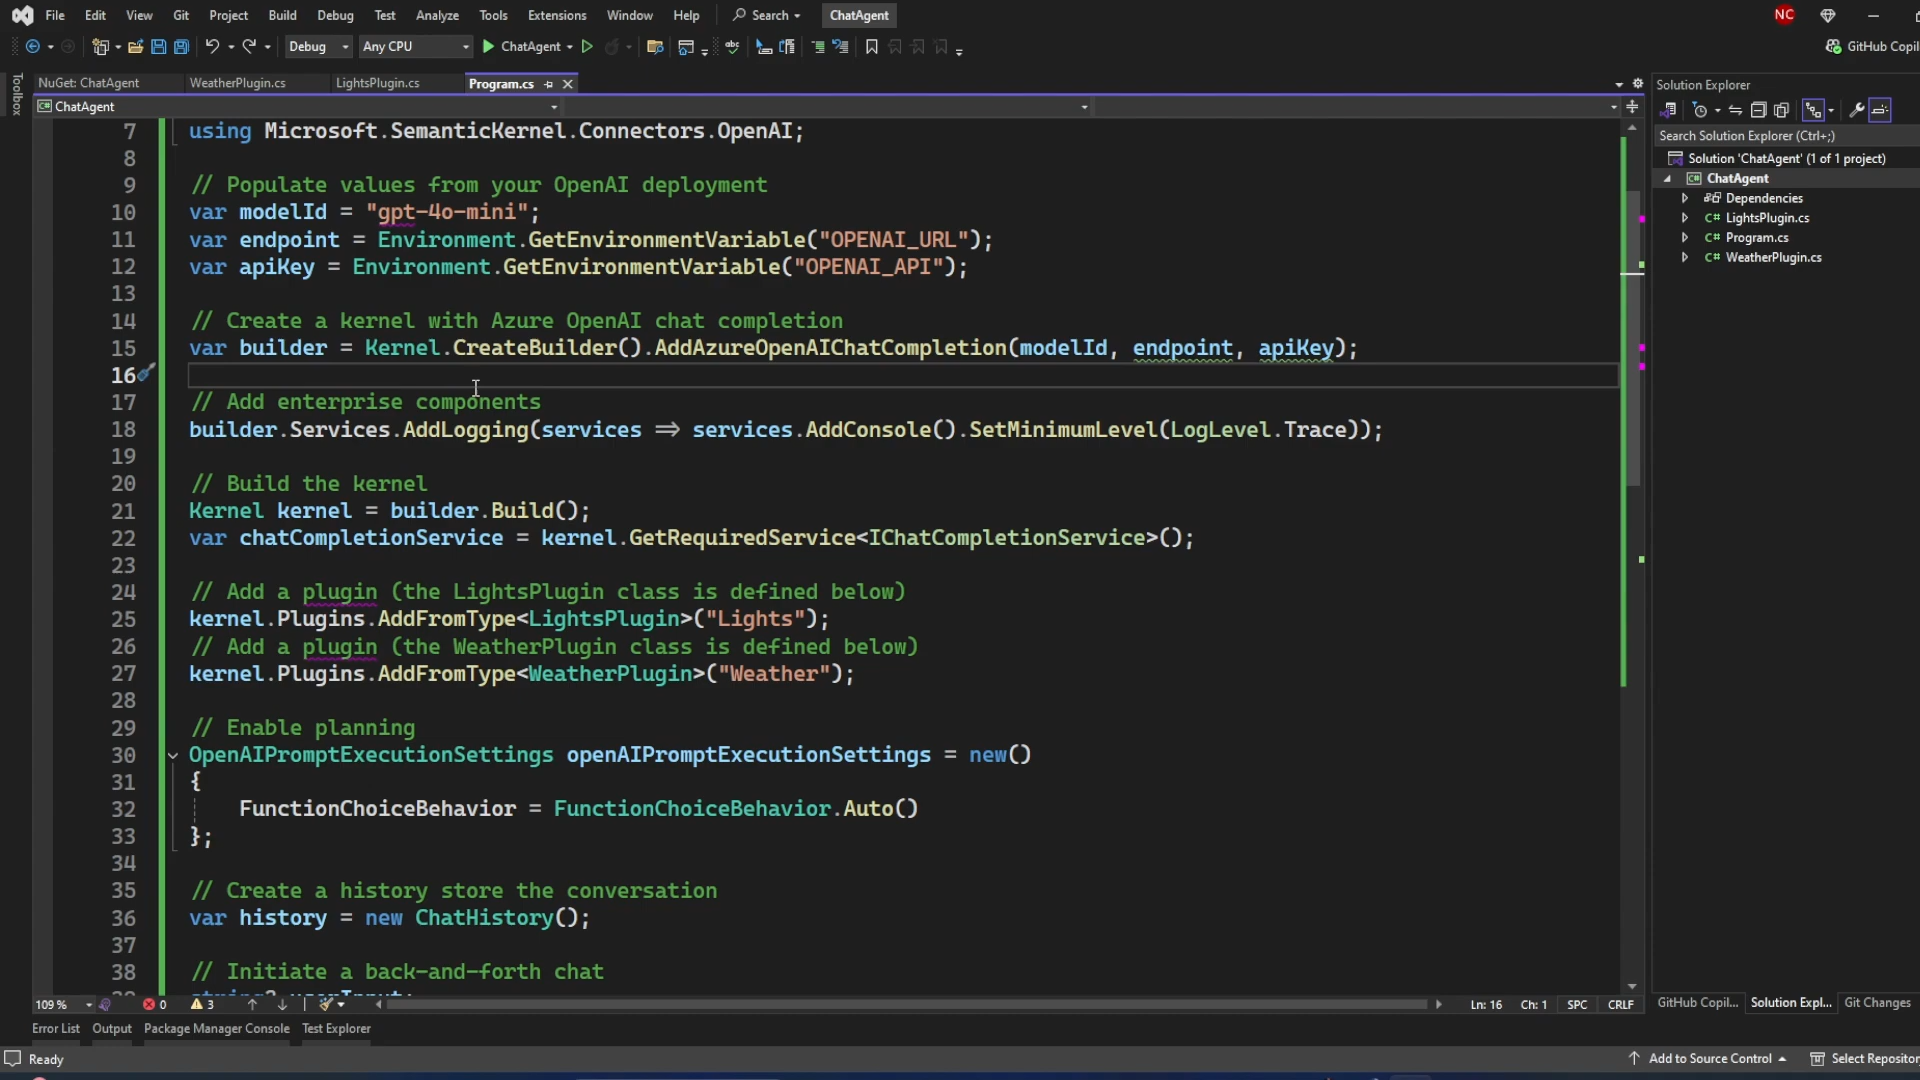 File Edit View Git Project Build Debug Test Analyze Tools Extensions Window Help Search ChatAgent NC
Debug Any CPU ChatAgent GitHub Copil
Toolbox
NuGet: ChatAgent WeatherPlugin.cs LightsPlugin.cs Program.cs
C# ChatAgent
7 using Microsoft.SemanticKernel.Connectors.OpenAI;
8
9 // Populate values from your OpenAI deployment
10 var modelId = "gpt-4o-mini";
11 var endpoint = Environment.GetEnvironmentVariable("OPENAI_URL");
12 var apiKey = Environment.GetEnvironmentVariable("OPENAI_API");
13
14 // Create a kernel with Azure OpenAI chat completion
15 var builder = Kernel.CreateBuilder().AddAzureOpenAIChatCompletion(modelId, endpoint, apiKey);
16
17 // Add enterprise components
18 builder.Services.AddLogging(services => services.AddConsole().SetMinimumLevel(LogLevel.Trace));
19
20 // Build the kernel
21 Kernel kernel = builder.Build();
22 var chatCompletionService = kernel.GetRequiredService<IChatCompletionService>();
23
24 // Add a plugin (the LightsPlugin class is defined below)
25 kernel.Plugins.AddFromType<LightsPlugin>("Lights");
26 // Add a plugin (the WeatherPlugin class is defined below)
27 kernel.Plugins.AddFromType<WeatherPlugin>("Weather");
28
29 // Enable planning
30 OpenAIPromptExecutionSettings openAIPromptExecutionSettings = new()
31 {
32 FunctionChoiceBehavior = FunctionChoiceBehavior.Auto()
33 };
34
35 // Create a history store the conversation
36 var history = new ChatHistory();
37
38 // Initiate a back-and-forth chat
Solution Explorer
Search Solution Explorer (Ctrl+;)
Solution 'ChatAgent' (1 of 1 project)
C# ChatAgent
Dependencies
C# LightsPlugin.cs
C# Program.cs
C# WeatherPlugin.cs
109 % 0 3 Ln: 16 Ch: 1 SPC CRLF
GitHub Copil... Solution Expl... Git Changes
Error List Output Package Manager Console Test Explorer
Ready Add to Source Control Select Repositor